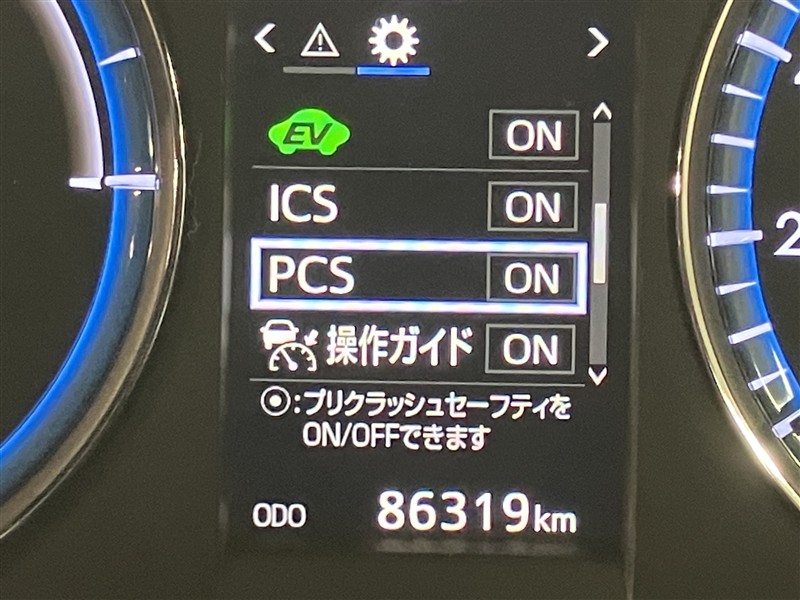 EV ON
ICS ON
PCS ON
操作ガイド ON
⦿:プリクラッシュセーフティを
ON/OFFできます
ODO 86319km
2